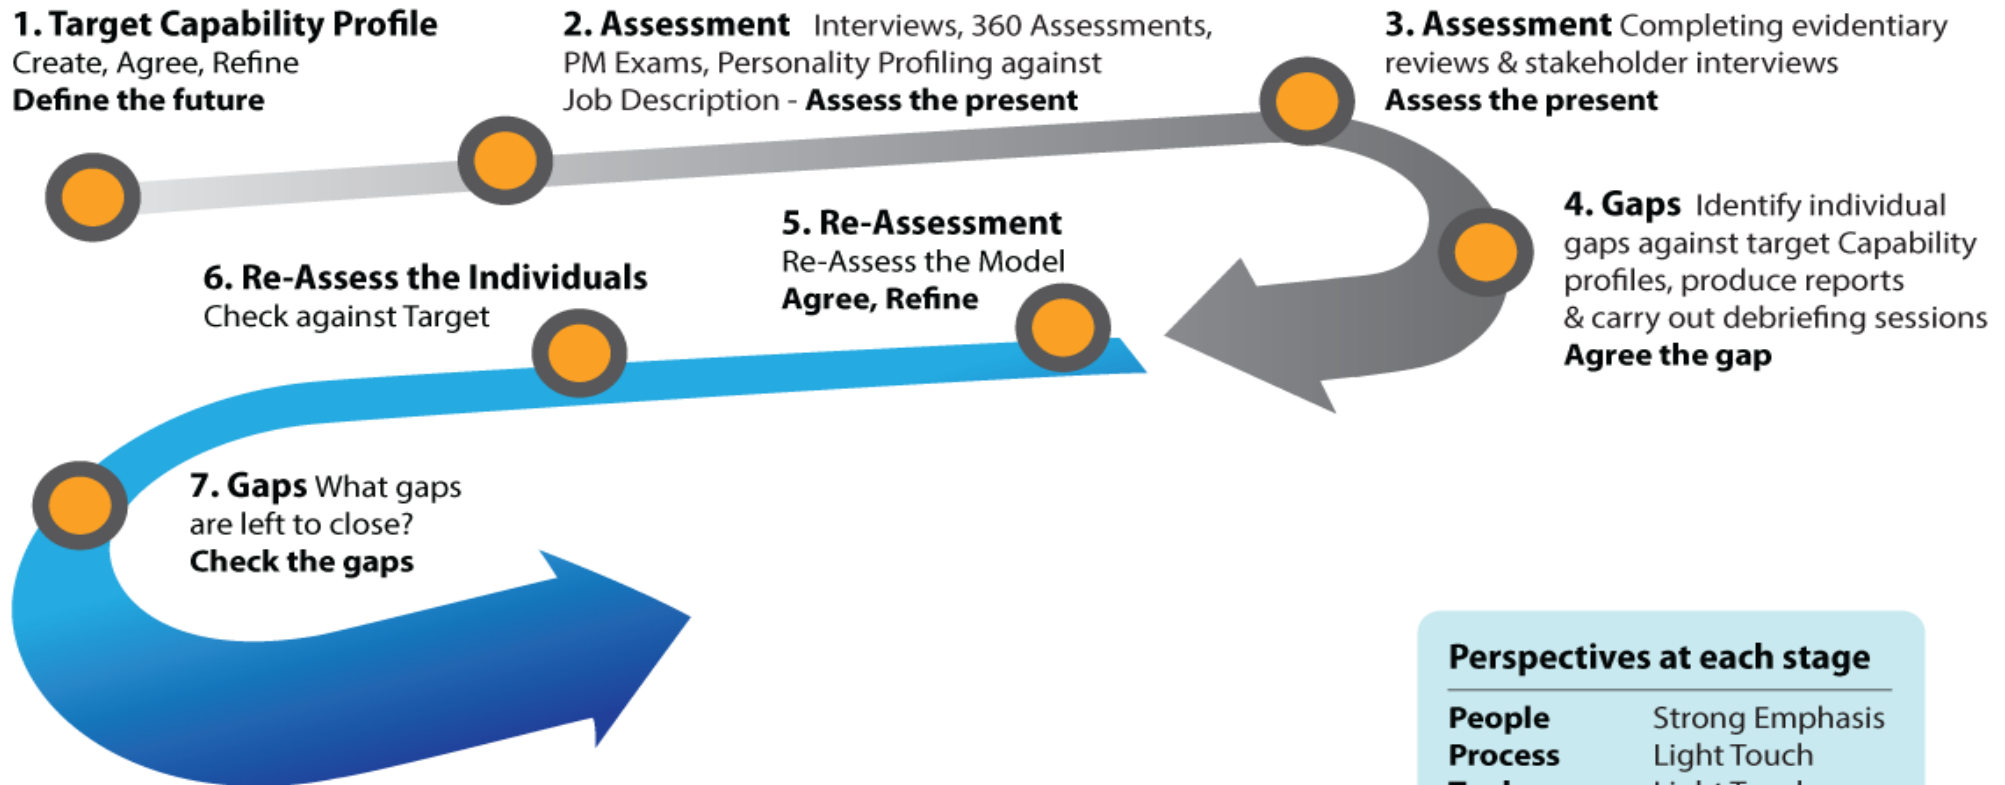 1. Target Capability Profile
Create, Agree, Refine
Define the future
2. Assessment Interviews, 360 Assessments,
PM Exams, Personality Profiling against
Job Description - Assess the present
3. Assessment Completing evidentiary
reviews & stakeholder interviews
Assess the present
4. Gaps Identify individual
gaps against target Capability
profiles, produce reports
& carry out debriefing sessions
Agree the gap
5. Re-Assessment
Re-Assess the Model
Agree, Refine
6. Re-Assess the Individuals
Check against Target
7. Gaps What gaps
are left to close?
Check the gaps
Perspectives at each stage
People Strong Emphasis
Process Light Touch